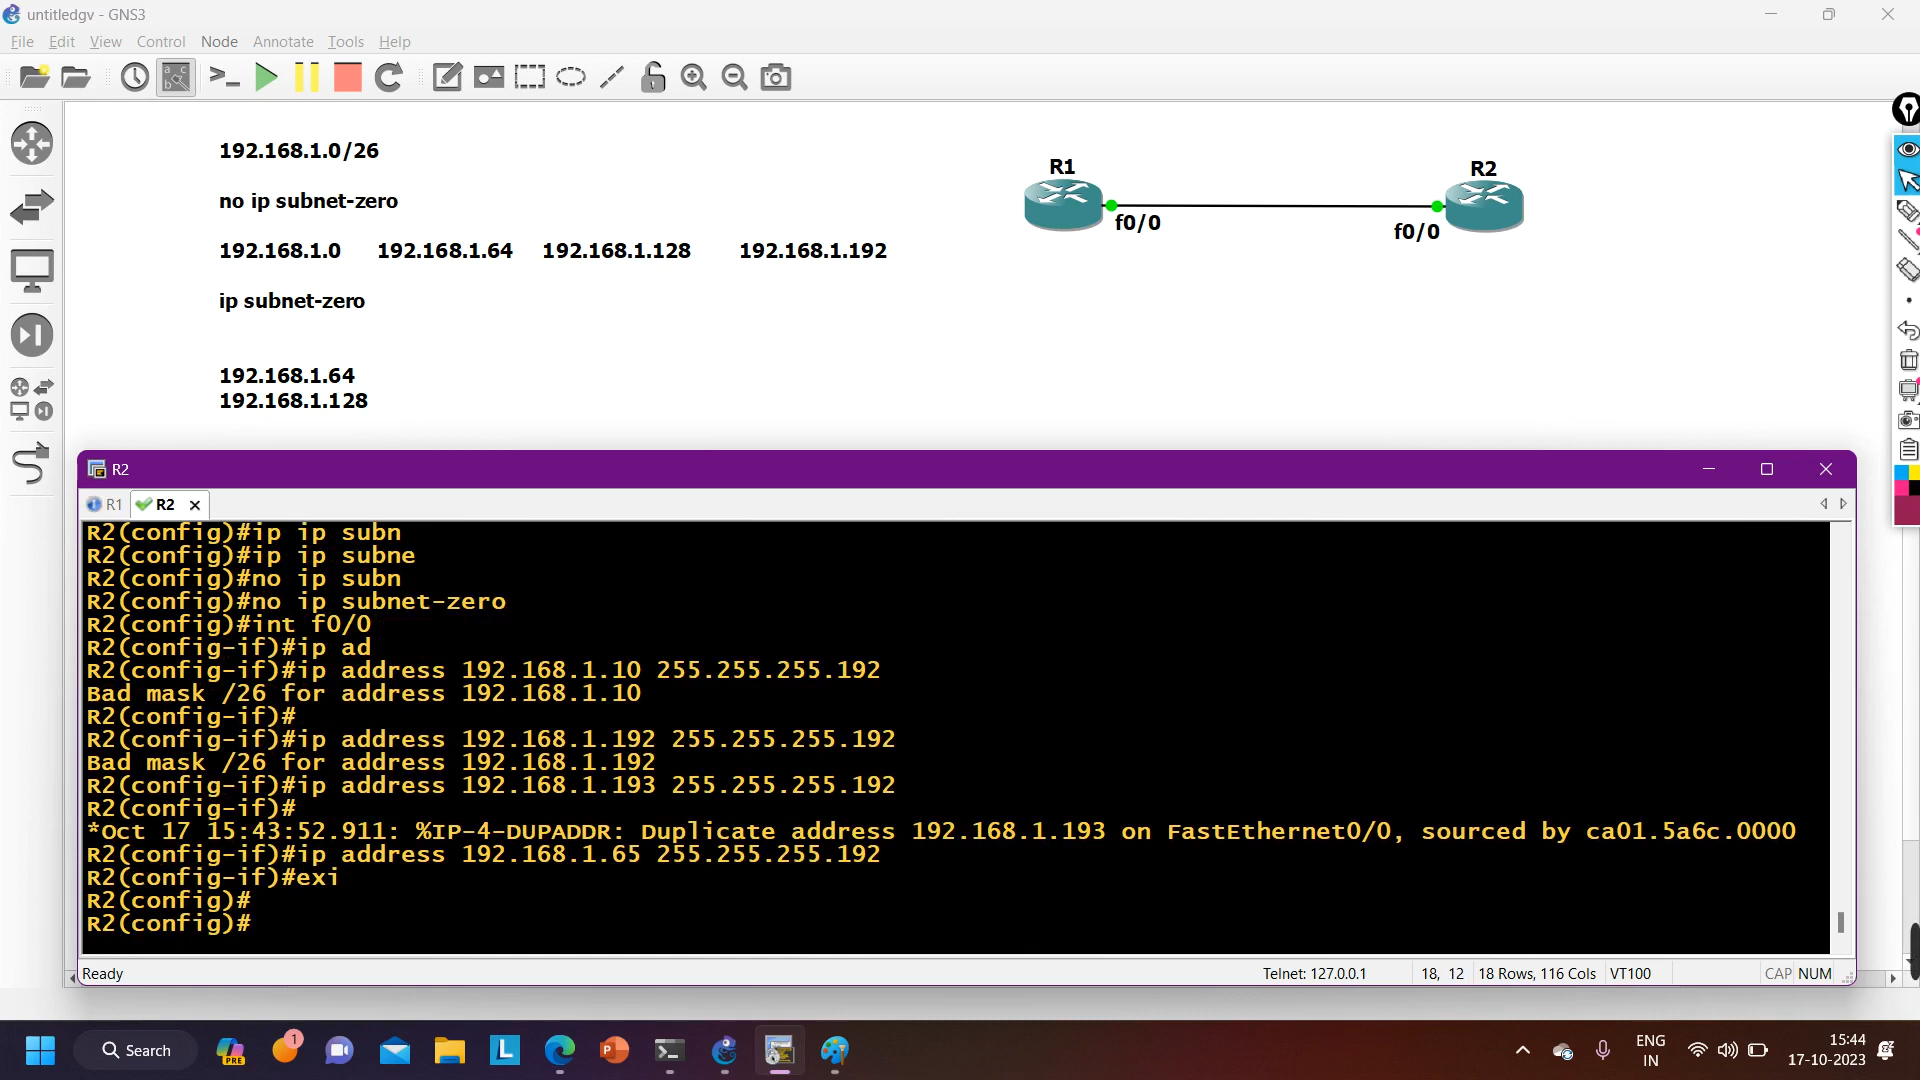 untitledgv - GNS3
File Edit View Control Node Annotate Tools Help
192.168.1.0/26
no ip subnet-zero
192.168.1.0 192.168.1.64 192.168.1.128 192.168.1.192
ip subnet-zero
192.168.1.64
192.168.1.128
R1
R2
f0/0
f0/0
R2
R1 R2
R2(config)#ip ip subn
R2(config)#ip ip subne
R2(config)#no ip subn
R2(config)#no ip subnet-zero
R2(config)#int f0/0
R2(config-if)#ip ad
R2(config-if)#ip address 192.168.1.10 255.255.255.192
Bad mask /26 for address 192.168.1.10
R2(config-if)#
R2(config-if)#ip address 192.168.1.192 255.255.255.192
Bad mask /26 for address 192.168.1.192
R2(config-if)#ip address 192.168.1.193 255.255.255.192
R2(config-if)#
*Oct 17 15:43:52.911: %IP-4-DUPADDR: Duplicate address 192.168.1.193 on FastEthernet0/0, sourced by ca01.5a6c.0000
R2(config-if)#ip address 192.168.1.65 255.255.255.192
R2(config-if)#exi
R2(config)#
R2(config)#
Ready Telnet: 127.0.0.1 18, 12 18 Rows, 116 Cols VT100 CAP NUM
Search
PRE
1
L
P
ENG
IN
15:44
17-10-2023